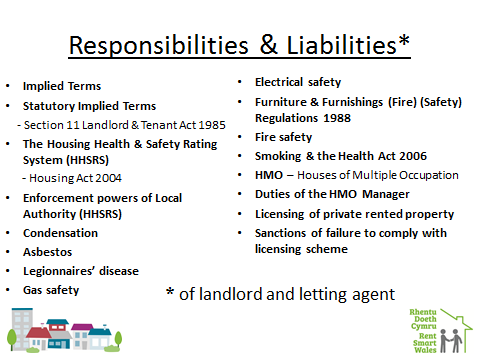 Responsibilities & Liabilities*
• Implied Terms
• Statutory Implied Terms
- Section 11 Landlord & Tenant Act 1985
• The Housing Health & Safety Rating
System (HHSRS)
- Housing Act 2004
• Enforcement powers of Local
Authority (HHSRS)
• Condensation
• Asbestos
• Legionnaires’ disease
• Gas safety
• Electrical safety
• Furniture & Furnishings (Fire) (Safety)
Regulations 1988
• Fire safety
• Smoking & the Health Act 2006
• HMO – Houses of Multiple Occupation
• Duties of the HMO Manager
• Licensing of private rented property
• Sanctions of failure to comply with
licensing scheme
* of landlord and letting agent
Rhentu
Doeth
Cymru
Rent
Smart
Wales